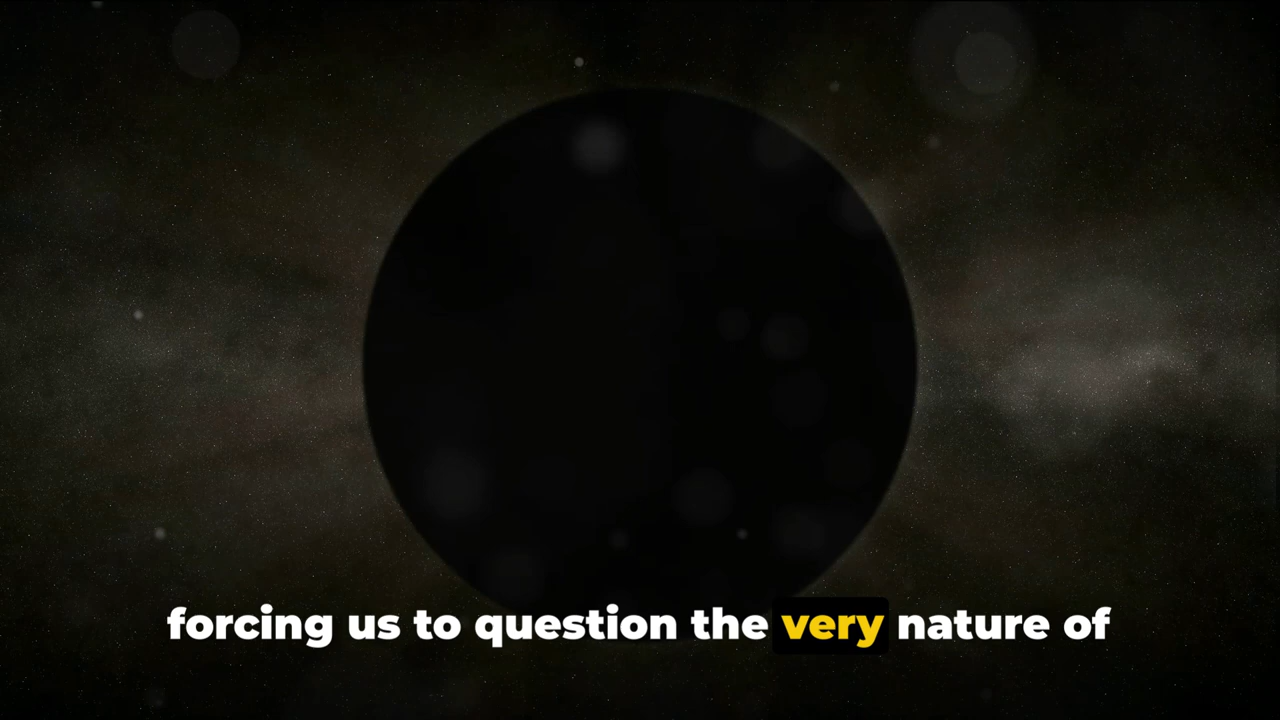 forcing us to question the very nature of